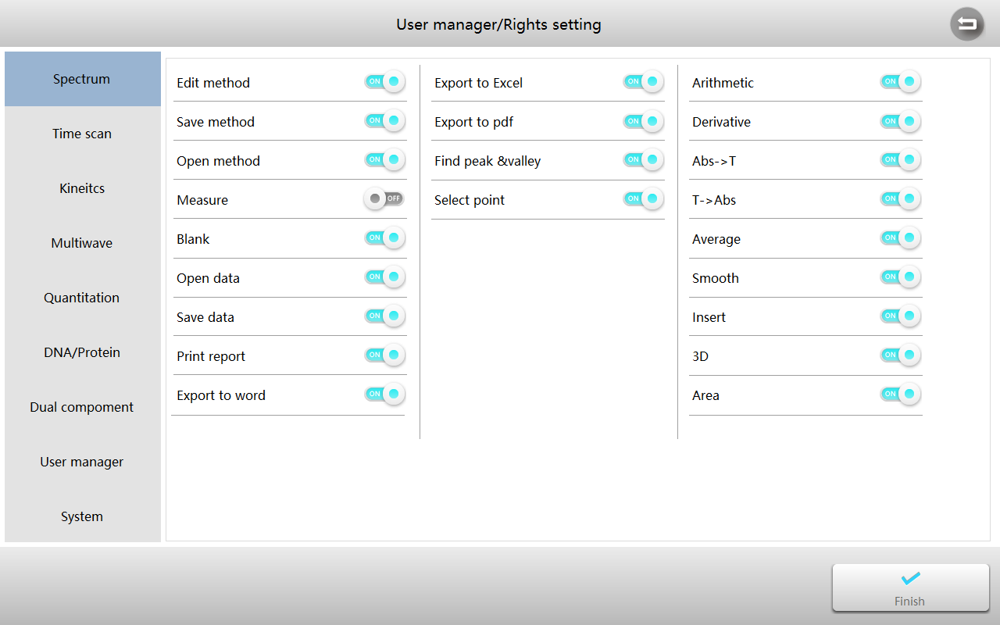 User manager/Rights setting
Spectrum
Time scan
Kineitcs
Multiwave
Quantitation
DNA/Protein
Dual compoment
User manager
System
Edit method ON
Save method ON
Open method ON
Measure OFF
Blank ON
Open data ON
Save data ON
Print report ON
Export to word ON
Export to Excel ON
Export to pdf ON
Find peak &valley ON
Select point ON
Arithmetic ON
Derivative ON
Abs->T ON
T->Abs ON
Average ON
Smooth ON
Insert ON
3D ON
Area ON
Finish